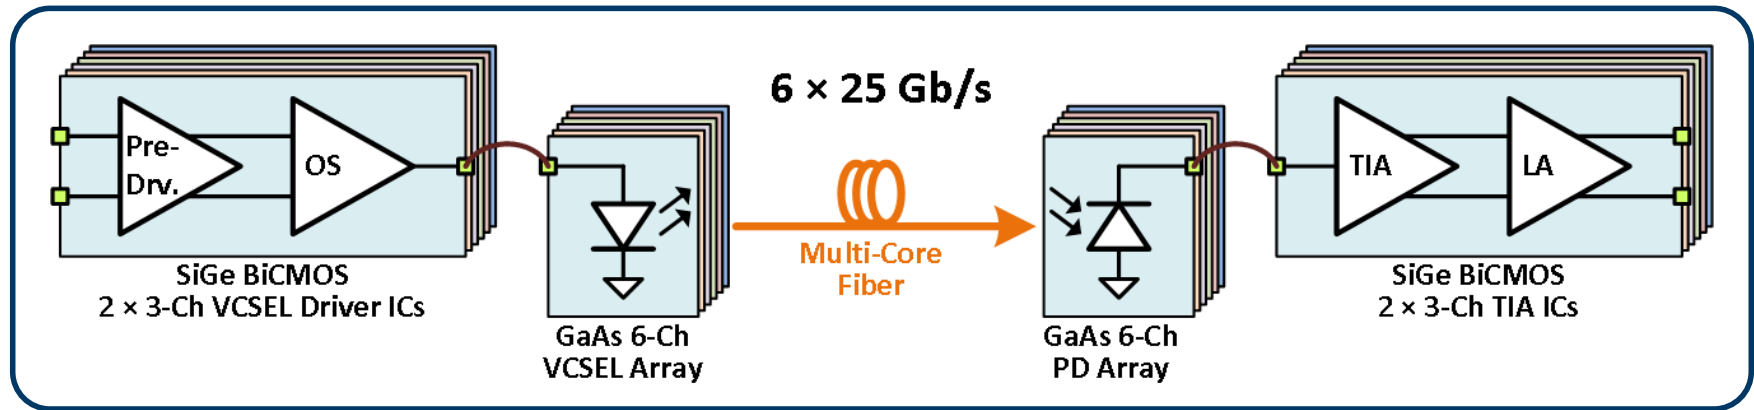 6 × 25 Gb/s
Pre-
Drv.
OS
SiGe BiCMOS
2 × 3-Ch VCSEL Driver ICs
GaAs 6-Ch
VCSEL Array
Multi-Core
Fiber
GaAs 6-Ch
PD Array
TIA
LA
SiGe BiCMOS
2 × 3-Ch TIA ICs